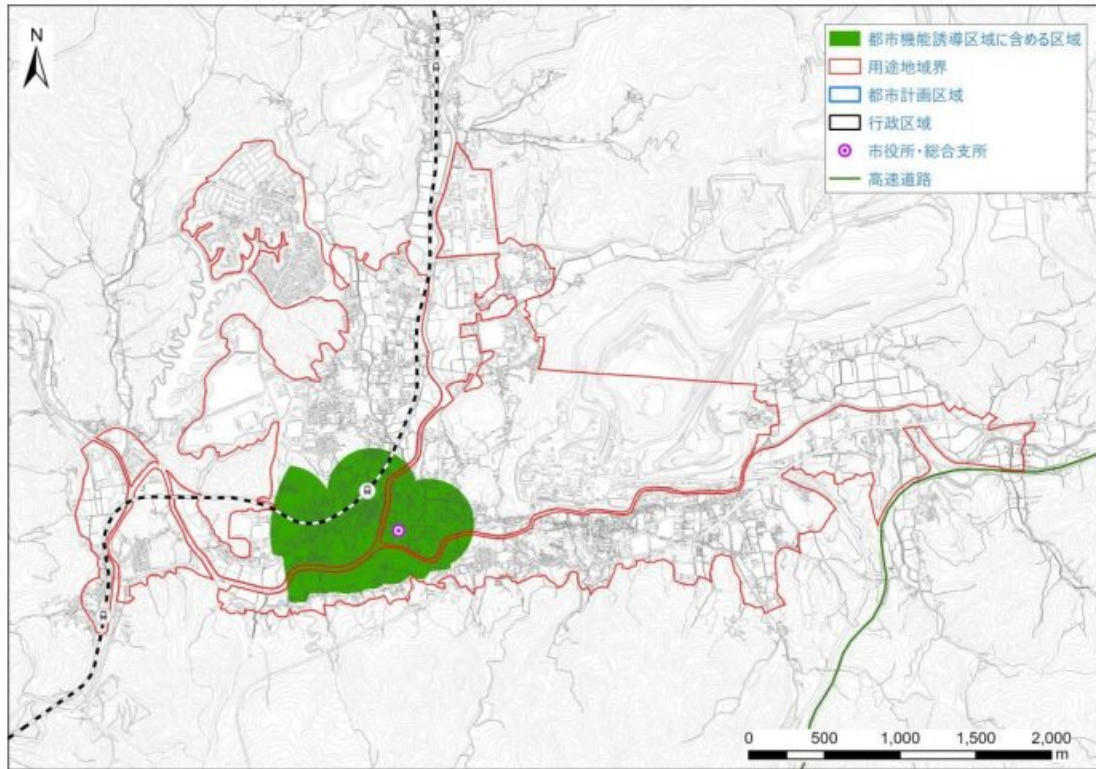 N
都市機能誘導区域に含める区域
用途地域界
都市計画区域
行政区域
市役所・総合支所
高速道路
0 500 1,000 1,500 2,000
m